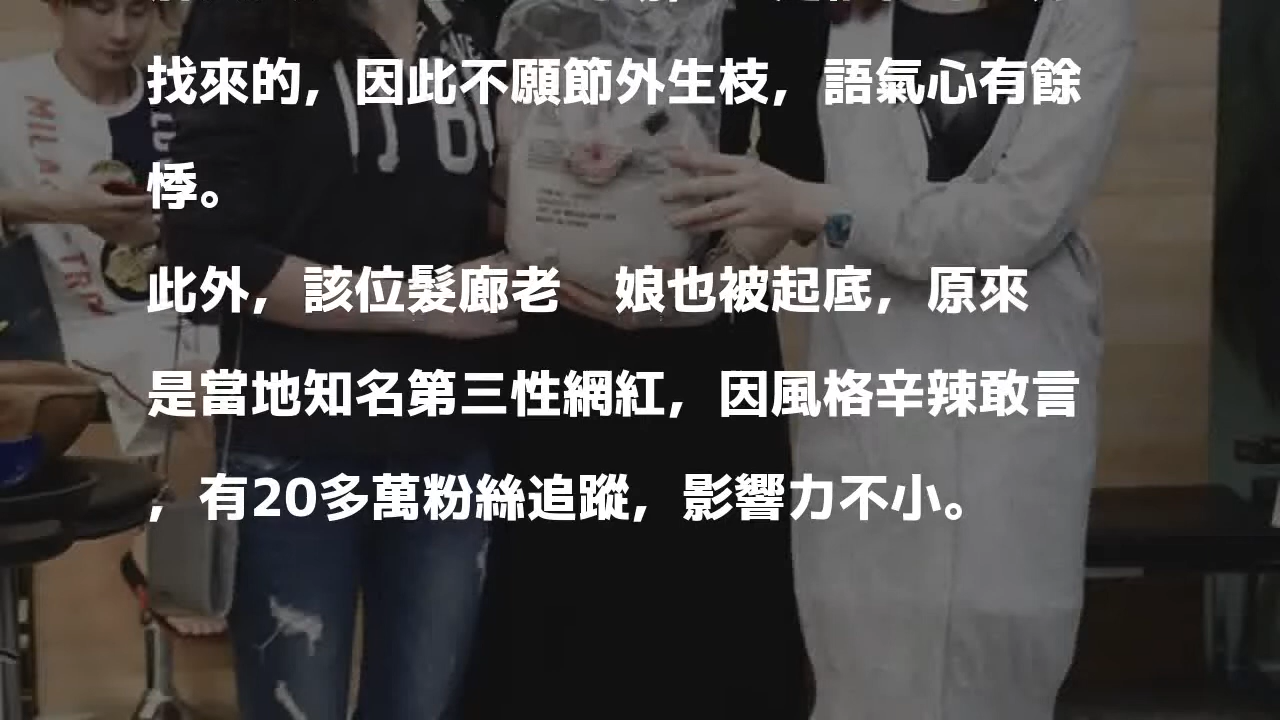 找來的，因此不願節外生枝，語氣心有餘
悸。
此外，該位髮廊老　娘也被起底，原來
是當地知名第三性網紅，因風格辛辣敢言
，有20多萬粉絲追蹤，影響力不小。